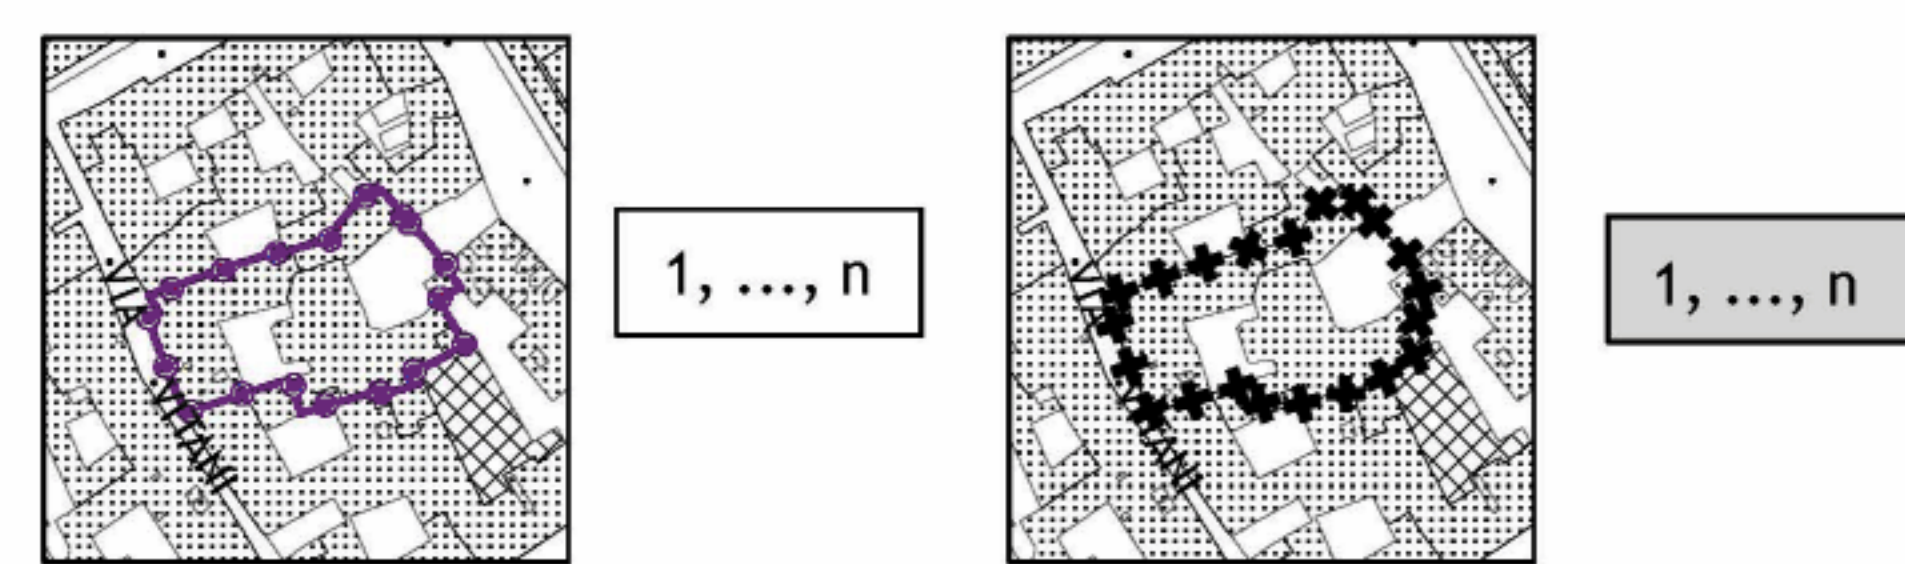 VIA
VITANI
1, ..., n
VIA
VITANI
1, ..., n